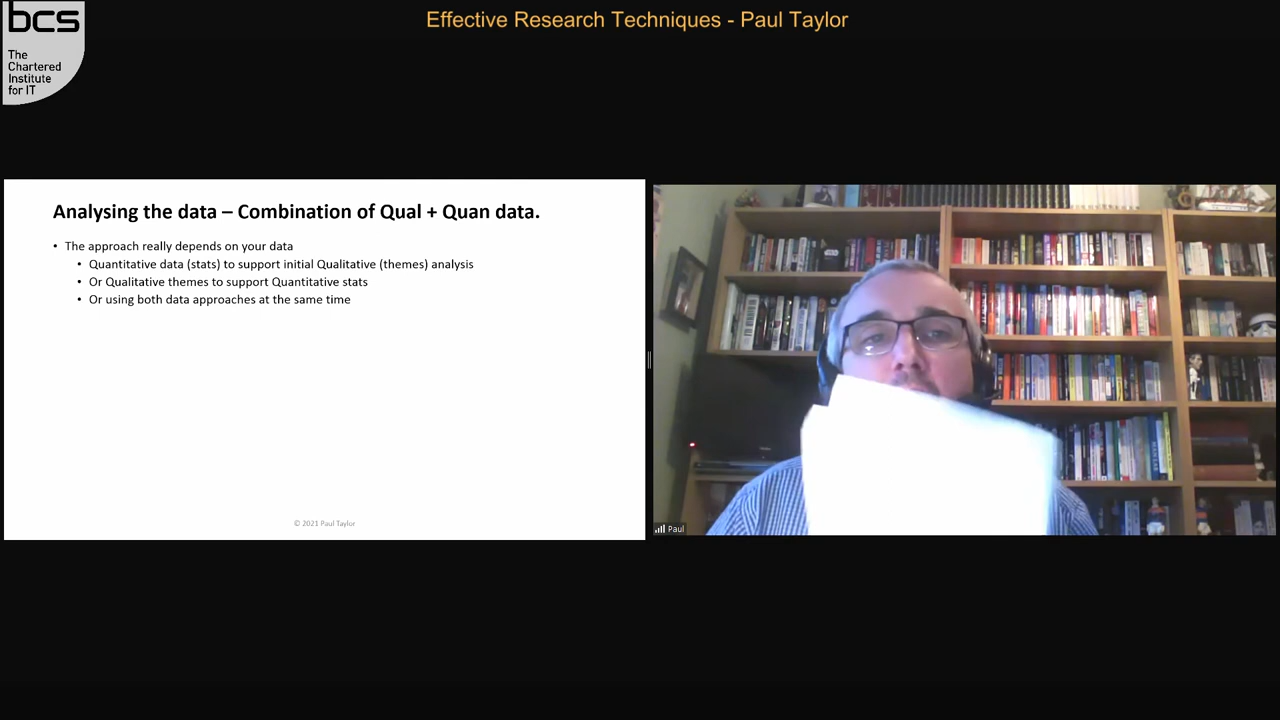 bcs
The
Chartered
Institute
for IT
Effective Research Techniques - Paul Taylor
Analysing the data – Combination of Qual + Quan data.
• The approach really depends on your data
• Quantitative data (stats) to support initial Qualitative (themes) analysis
• Or Qualitative themes to support Quantitative stats
• Or using both data approaches at the same time
© 2021 Paul Taylor
Paul